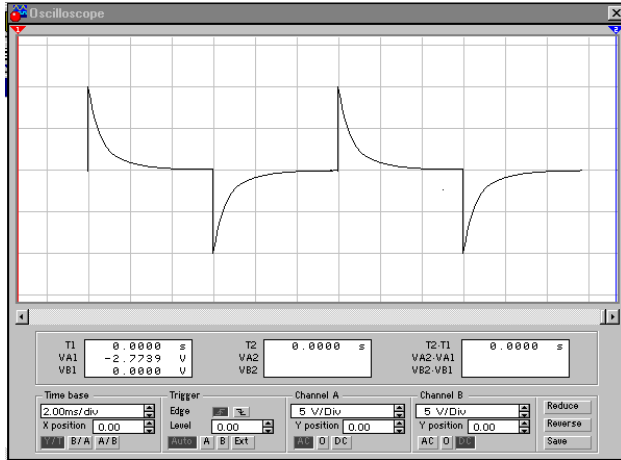 Oscilloscope
1 2
T1 0.0000 s T2 0.0000 s T2-T1 0.0000 s
VA1 -2.7739 V VA2 VA2-VA1
VB1 0.0000 V VB2 VB2-VB1
Time base Trigger Channel A Channel B
2.00ms/div Edge 5 V/Div 5 V/Div Reduce
X position 0.00 Level 0.00 Y position 0.00 Y position 0.00 Reverse
Y/T B/A A/B Auto A B Ext AC 0 DC AC 0 DC Save